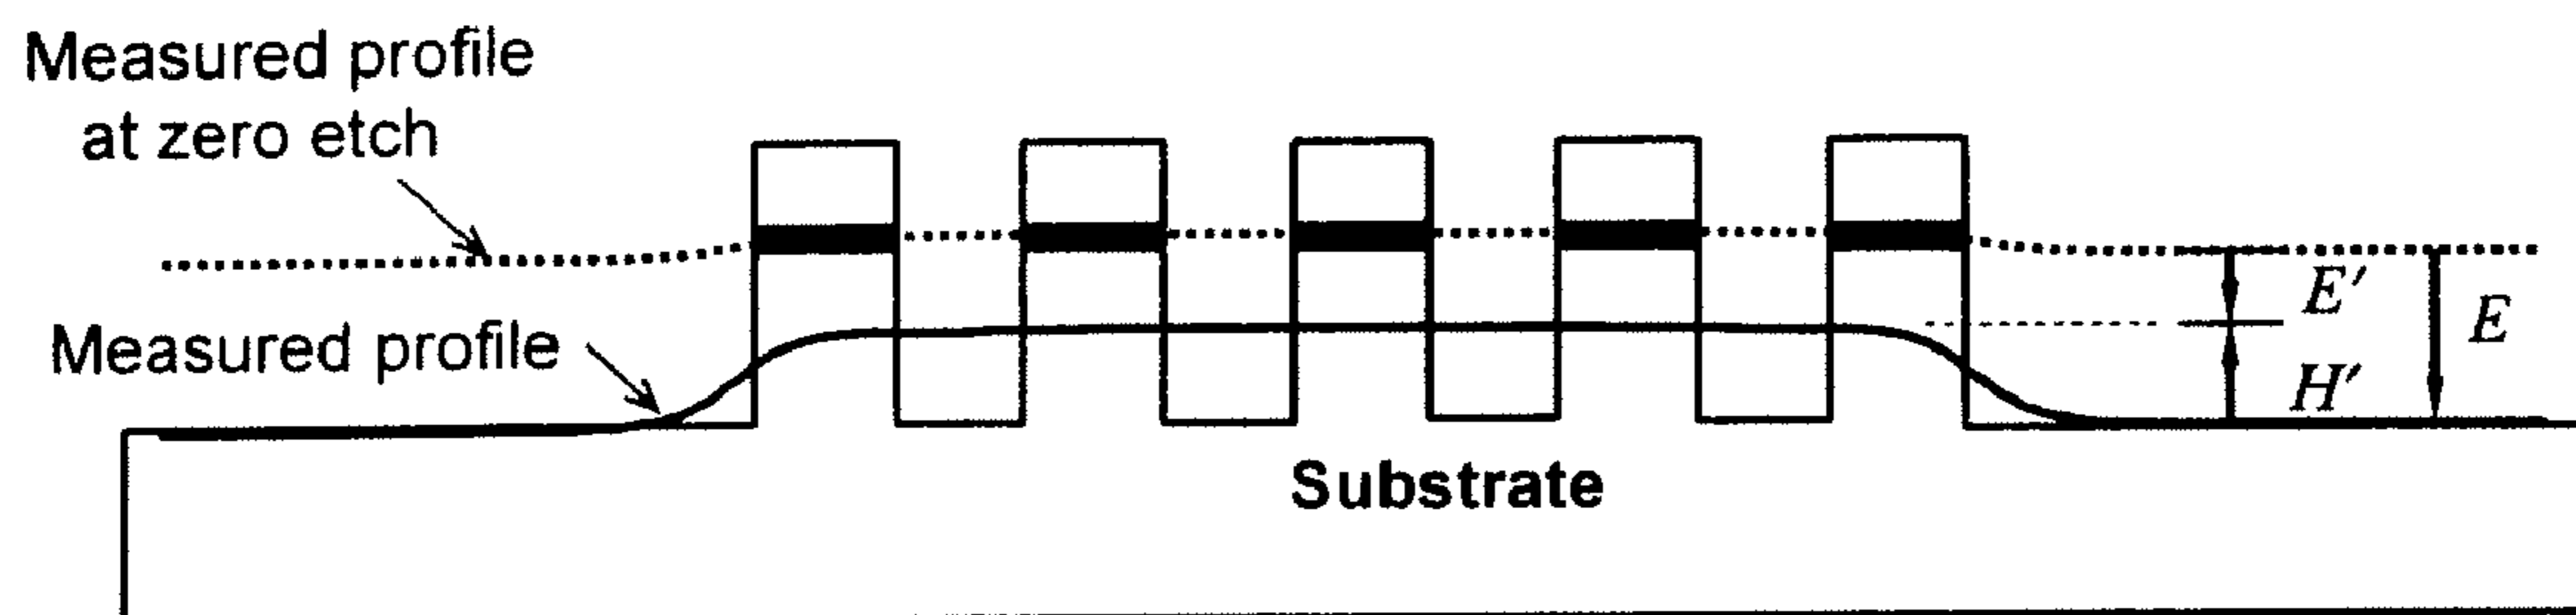 Measured profile
at zero etch
Measured profile
E′
E
H′
Substrate